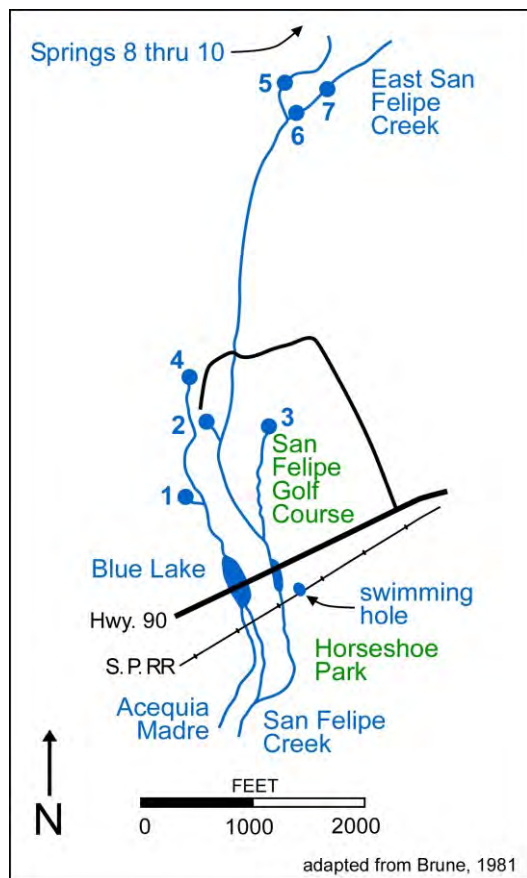 Springs 8 thru 10
5
7
6
East San
Felipe
Creek
4
2
3
San
Felipe
Golf
Course
1
Blue Lake
swimming
hole
Hwy. 90
S.P. RR
Horseshoe
Park
Acequia
Madre
San Felipe
Creek
N
FEET
0
1000
2000
adapted from Brune, 1981